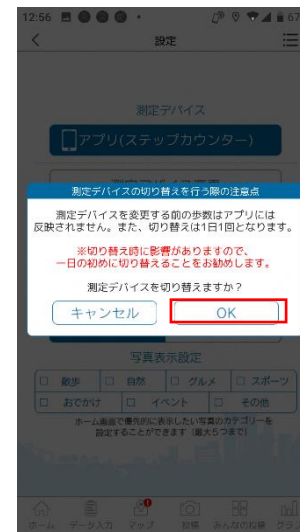 12:56
67
設定
測定デバイス
アプリ(ステップカウンター)
測定デバイスの切り替えを行う際の注意点
測定デバイスを変更する前の歩数はアプリには
反映されません。また、切り替えは1日1回となります。
※切り替え時に影響がありますので、
一日の初めに切り替えることをお勧めします。
測定デバイスを切り替えますか？
キャンセル OK
写真表示設定
散歩 自然 グルメ スポーツ
おでかけ イベント その他
ホーム画面で優先的に表示したい写真のカテゴリーを
設定することができます（最大5つまで）
ホーム データ入力 マップ 投稿 みんなの投稿 グラフ